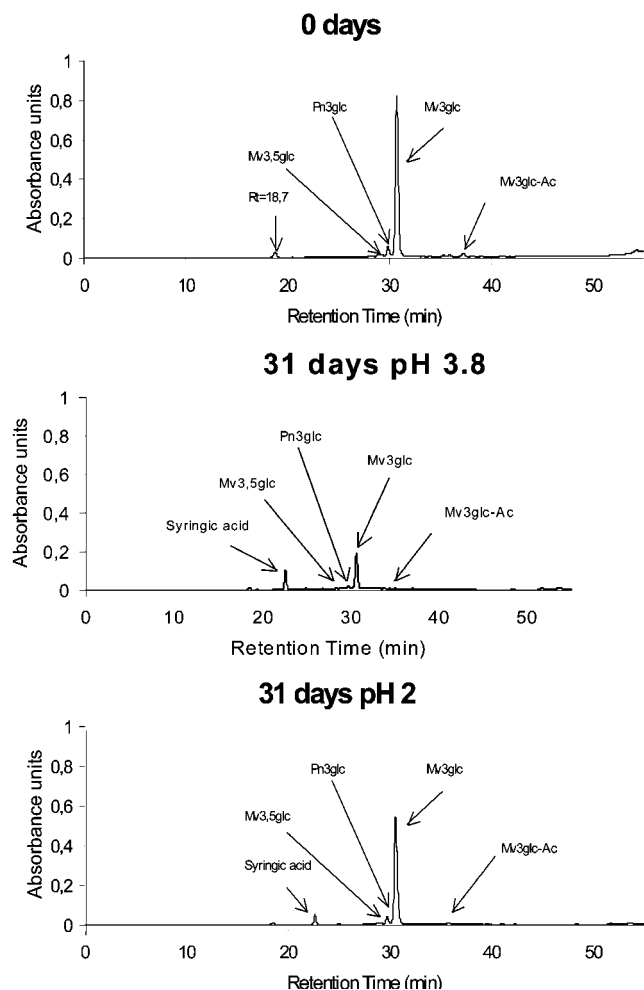 0 days
Absorbance units
1
0,8
0,6
0,4
0,2
0
Pn3glc
Mv3glc
Mv3,5glc
Rt=18,7
Mv3glc-Ac
0 10 20 30 40 50
Retention Time (min)
31 days pH 3.8
Absorbance units
1
0,8
0,6
0,4
0,2
0
Pn3glc
Mv3glc
Mv3,5glc
Syringic acid
Mv3glc-Ac
0 10 20 30 40 50
Retention Time (min)
31 days pH 2
Absorbance units
1
0,8
0,6
0,4
0,2
0
Pn3glc
Mv3glc
Mv3,5glc
Syringic acid
Mv3glc-Ac
0 10 20 30 40 50
Retention Time (min)